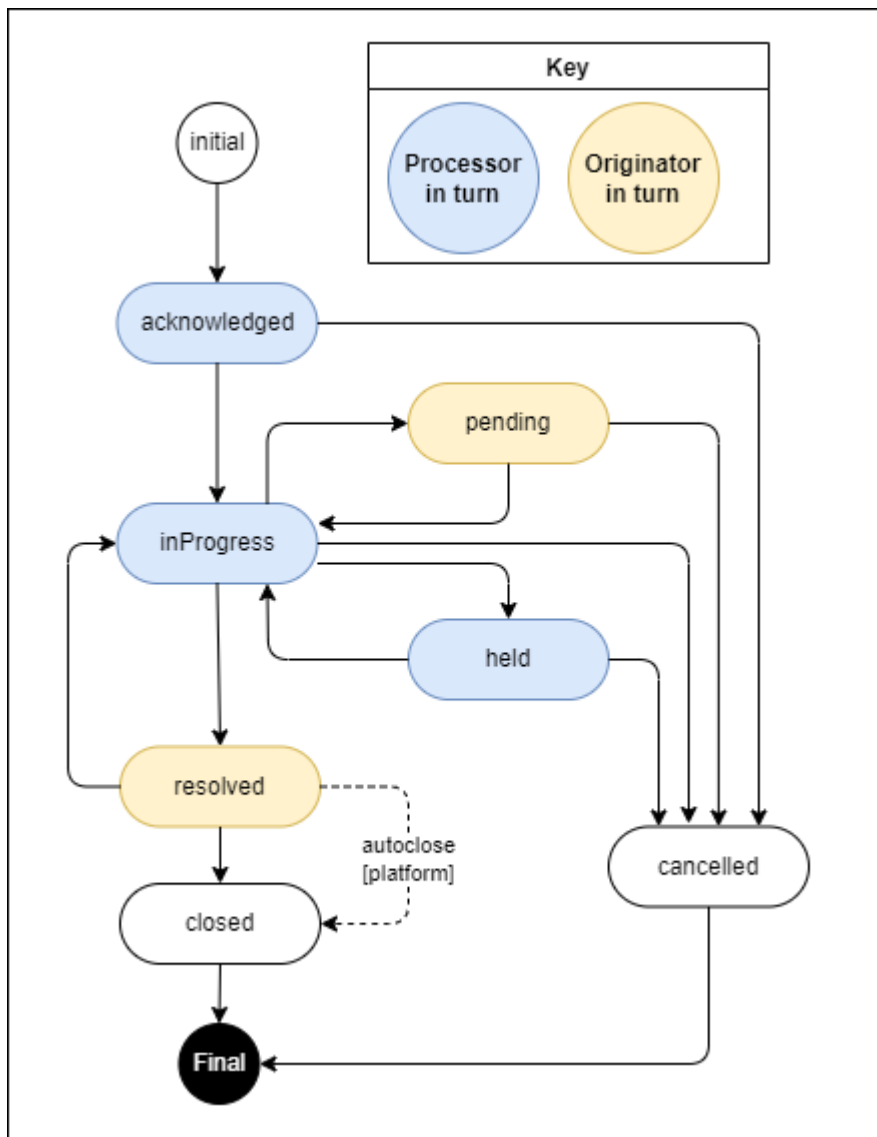 Key
Processor
in turn
Originator
in turn
initial
acknowledged
pending
inProgress
held
resolved
autoclose
[platform]
cancelled
closed
Final